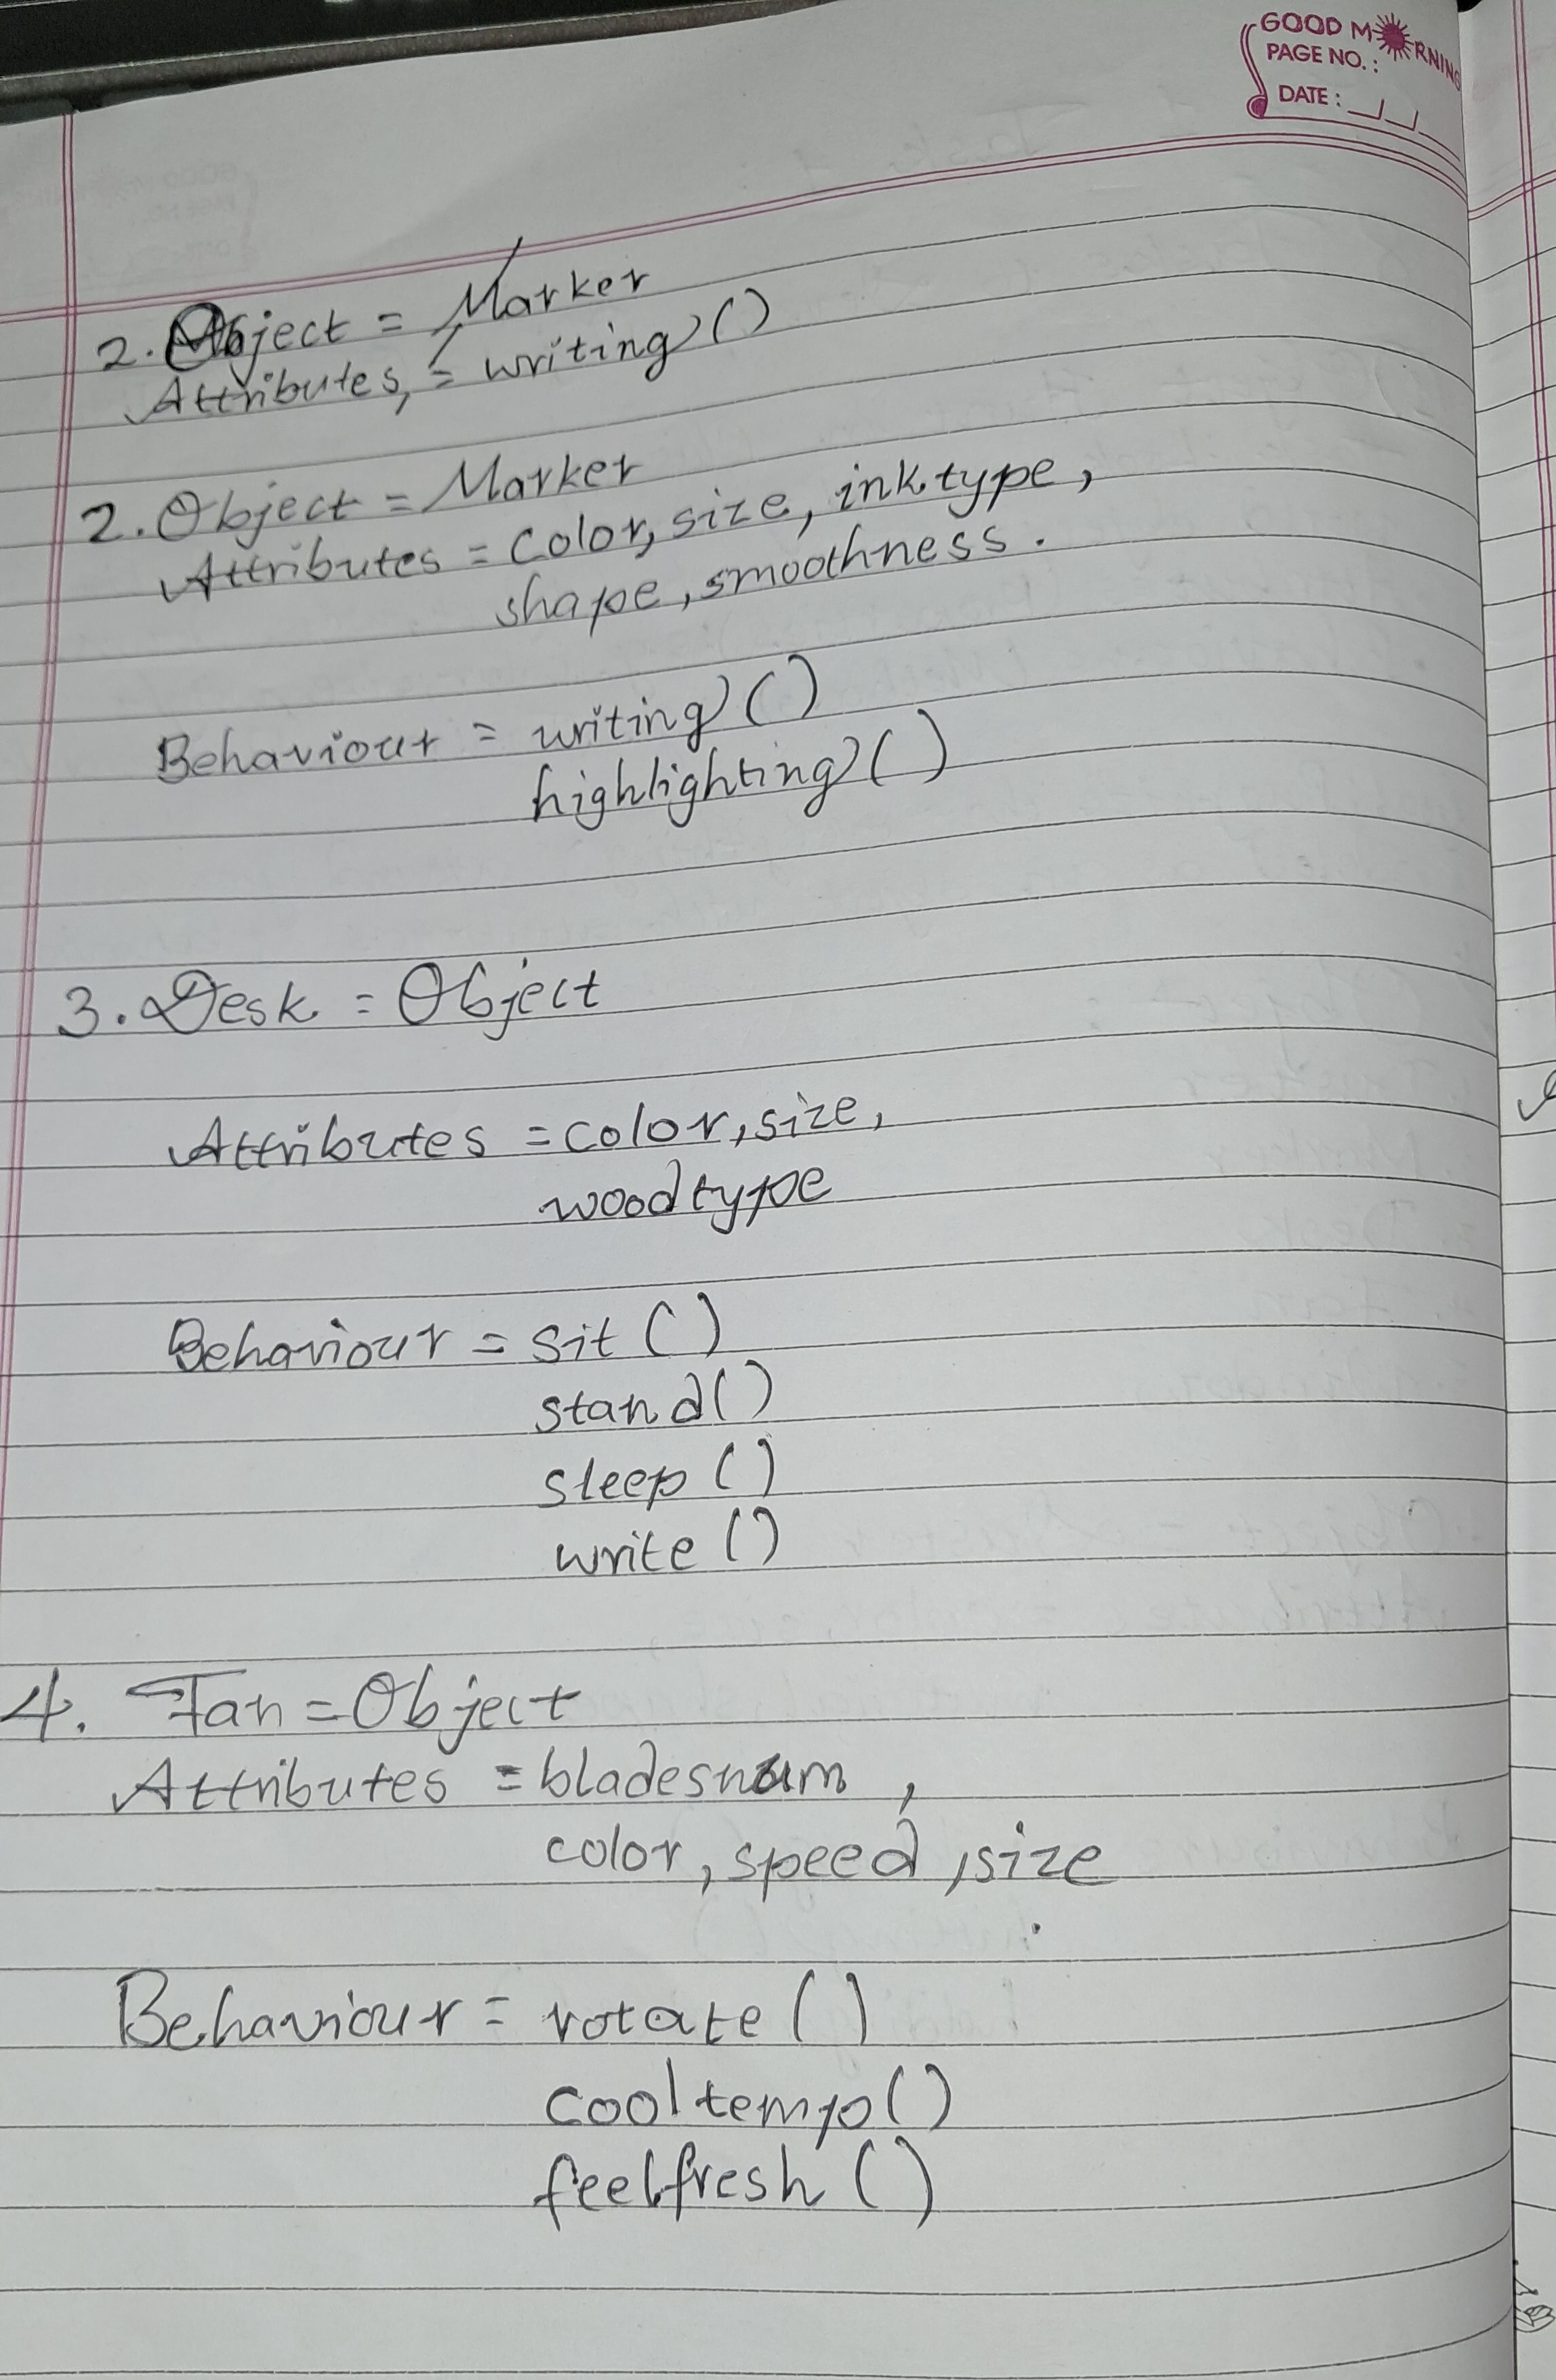 GOOD MORNING
PAGE NO. :
DATE :
2. Object = Marker
Attributes, = writing()
2. Object = Marker
Attributes = Color, size, ink type,
shape, smoothness.
Behaviour = writing()
highlighting()
3. Desk = Object
Attributes = color, size,
woodtype
Behaviour = sit()
stand()
sleep()
write()
4. Fan = Object
Attributes = bladesnum,
color, speed, size
Behaviour = rotate()
cooltemp()
feelfresh()